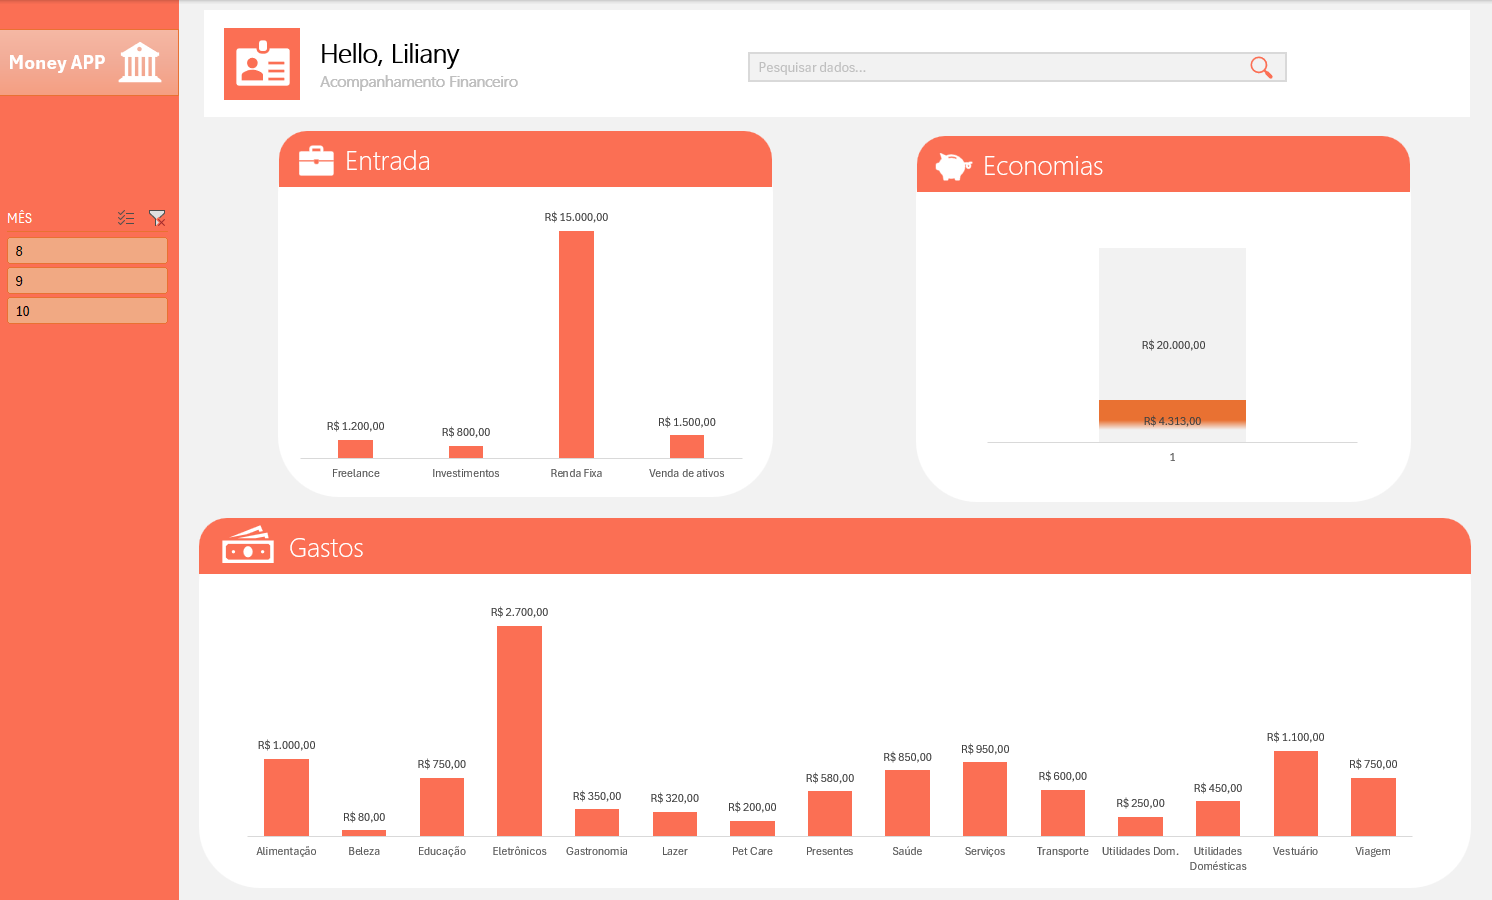 Money APP
Hello, Liliany
Acompanhamento Financeiro
Pesquisar dados...
MÊS
8
9
10
Entrada
R$ 15.000,00
R$ 1.200,00
R$ 800,00
R$ 1.500,00
Freelance
Investimentos
Renda Fixa
Venda de ativos
Economias
R$ 20.000,00
R$ 4.313,00
1
Gastos
R$ 1.000,00
R$ 80,00
R$ 750,00
R$ 2.700,00
R$ 350,00
R$ 320,00
R$ 200,00
R$ 580,00
R$ 850,00
R$ 950,00
R$ 600,00
R$ 250,00
R$ 450,00
R$ 1.100,00
R$ 750,00
Alimentação
Beleza
Educação
Eletrônicos
Gastronomia
Lazer
Pet Care
Presentes
Saúde
Serviços
Transporte
Utilidades Dom.
Utilidades
Domésticas
Vestuário
Viagem